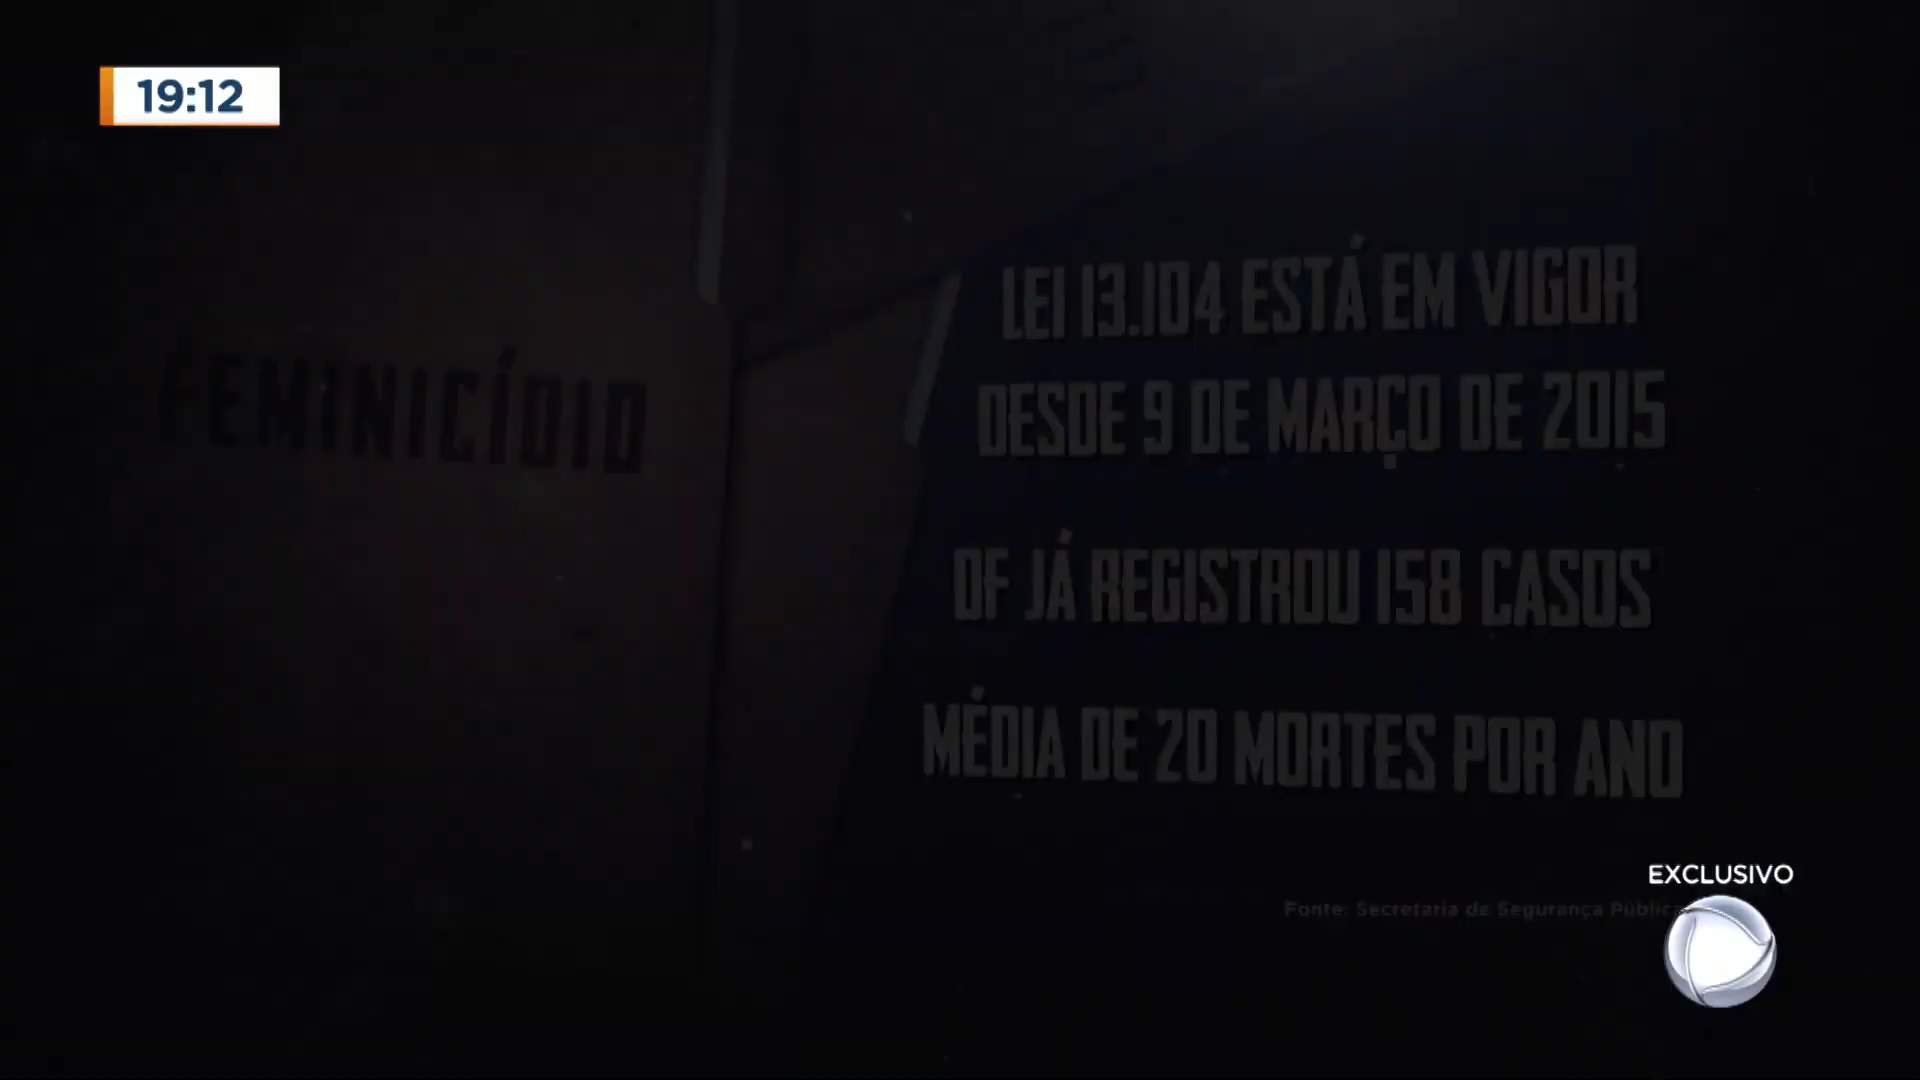 19:12
FEMINICÍDIO
LEI 13.104 ESTÁ EM VIGOR
DESDE 9 DE MARÇO DE 2015
DF JÁ REGISTROU 158 CASOS
MÉDIA DE 20 MORTES POR ANO
EXCLUSIVO
Fonte: Secretaria de Segurança Pública